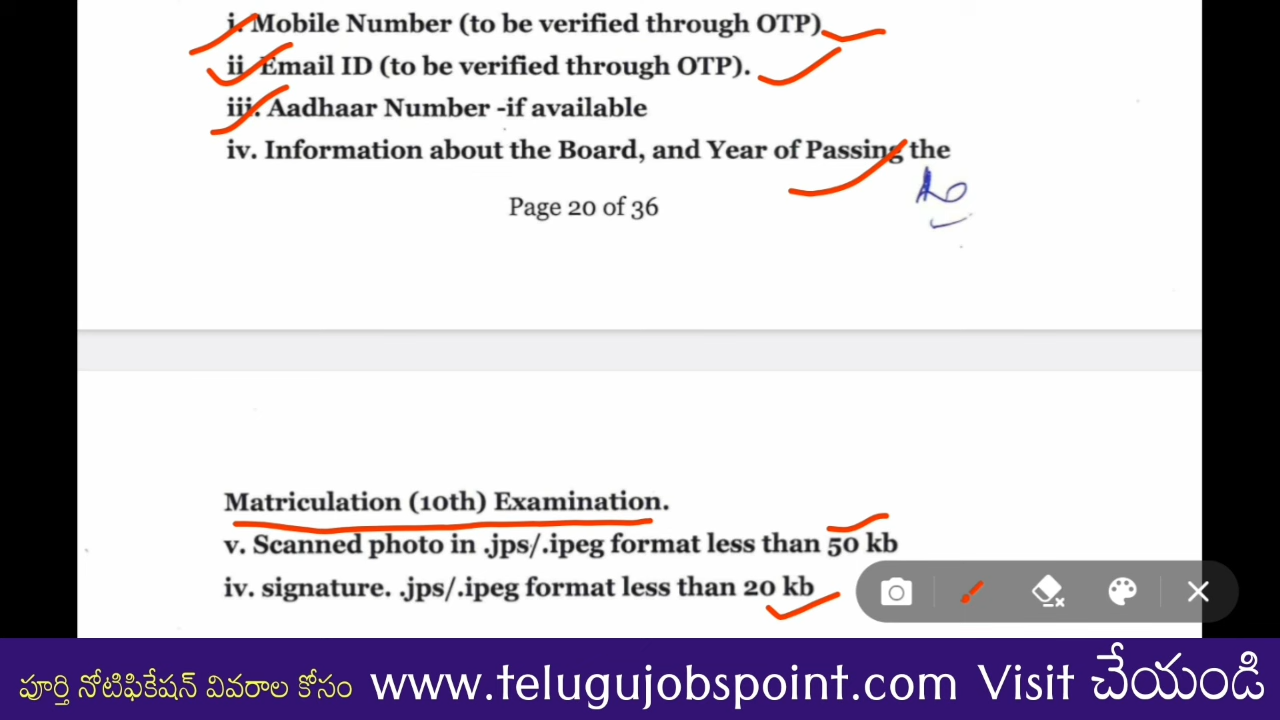 i. Mobile Number (to be verified through OTP)
ii. Email ID (to be verified through OTP).
iii. Aadhaar Number -if available
iv. Information about the Board, and Year of Passing the
Page 20 of 36
Matriculation (10th) Examination.
v. Scanned photo in .jps/.ipeg format less than 50 kb
iv. signature. .jps/.ipeg format less than 20 kb
పూర్తి నోటిఫికేషన్ వివరాల కోసం www.telugujobspoint.com Visit చేయండి